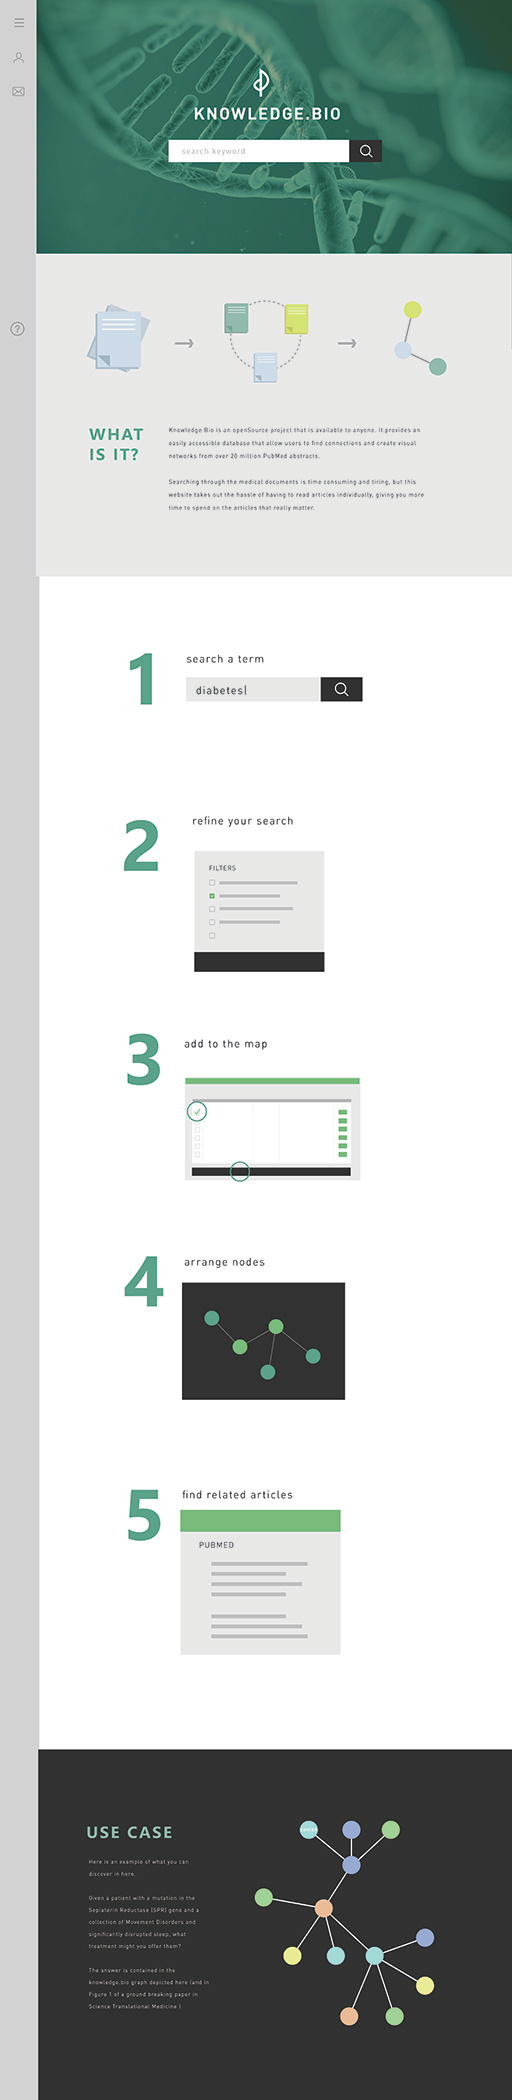 KNOWLEDGE.BIO
search keyword
WHAT
IS IT?
Knowledge.Bio is an openSource project that is available to anyone. It provides an
easily accessible database that allow users to find connections and create visual
networks from over 20 million PubMed abstracts.
Searching through the medical documents is time consuming and tiring, but this
website takes out the hassle of having to read articles individually, giving you more
time to spend on the articles that really matter.
1
search a term
diabetes|
2
refine your search
FILTERS
3
add to the map
4
arrange nodes
5
find related articles
PUBMED
USE CASE
Here is an example of what you can
discover in here.
Given a patient with a mutation in the
Sepiaterin Reductase (SPR) gene and a
collection of Movement Disorders and
significantly disrupted sleep, what
treatment might you offer them?
The answer is contained in the
knowledge.bio graph depicted here (and in
Figure 1 of a ground breaking paper in
Science Translational Medicine )